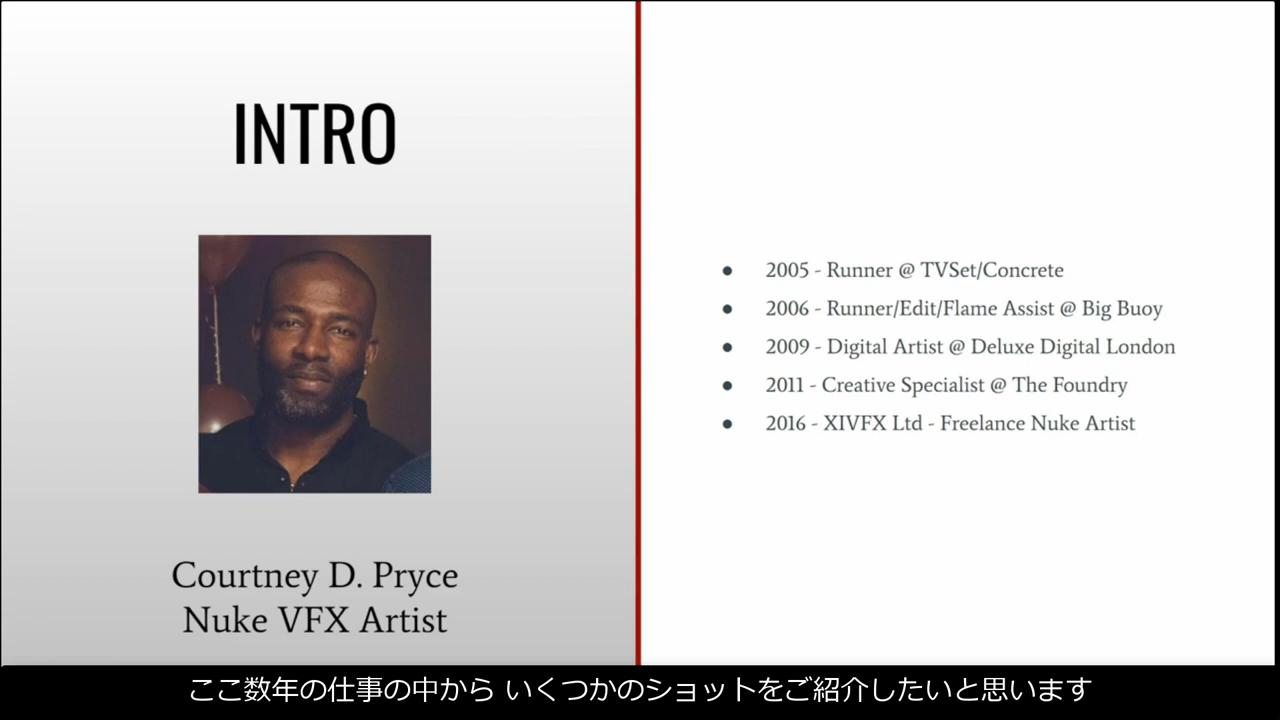 INTRO
Courtney D. Pryce
Nuke VFX Artist
● 2005 - Runner @ TVSet/Concrete
● 2006 - Runner/Edit/Flame Assist @ Big Buoy
● 2009 - Digital Artist @ Deluxe Digital London
● 2011 - Creative Specialist @ The Foundry
● 2016 - XIVFX Ltd - Freelance Nuke Artist
ここ数年の仕事の中から いくつかのショットをご紹介したいと思います